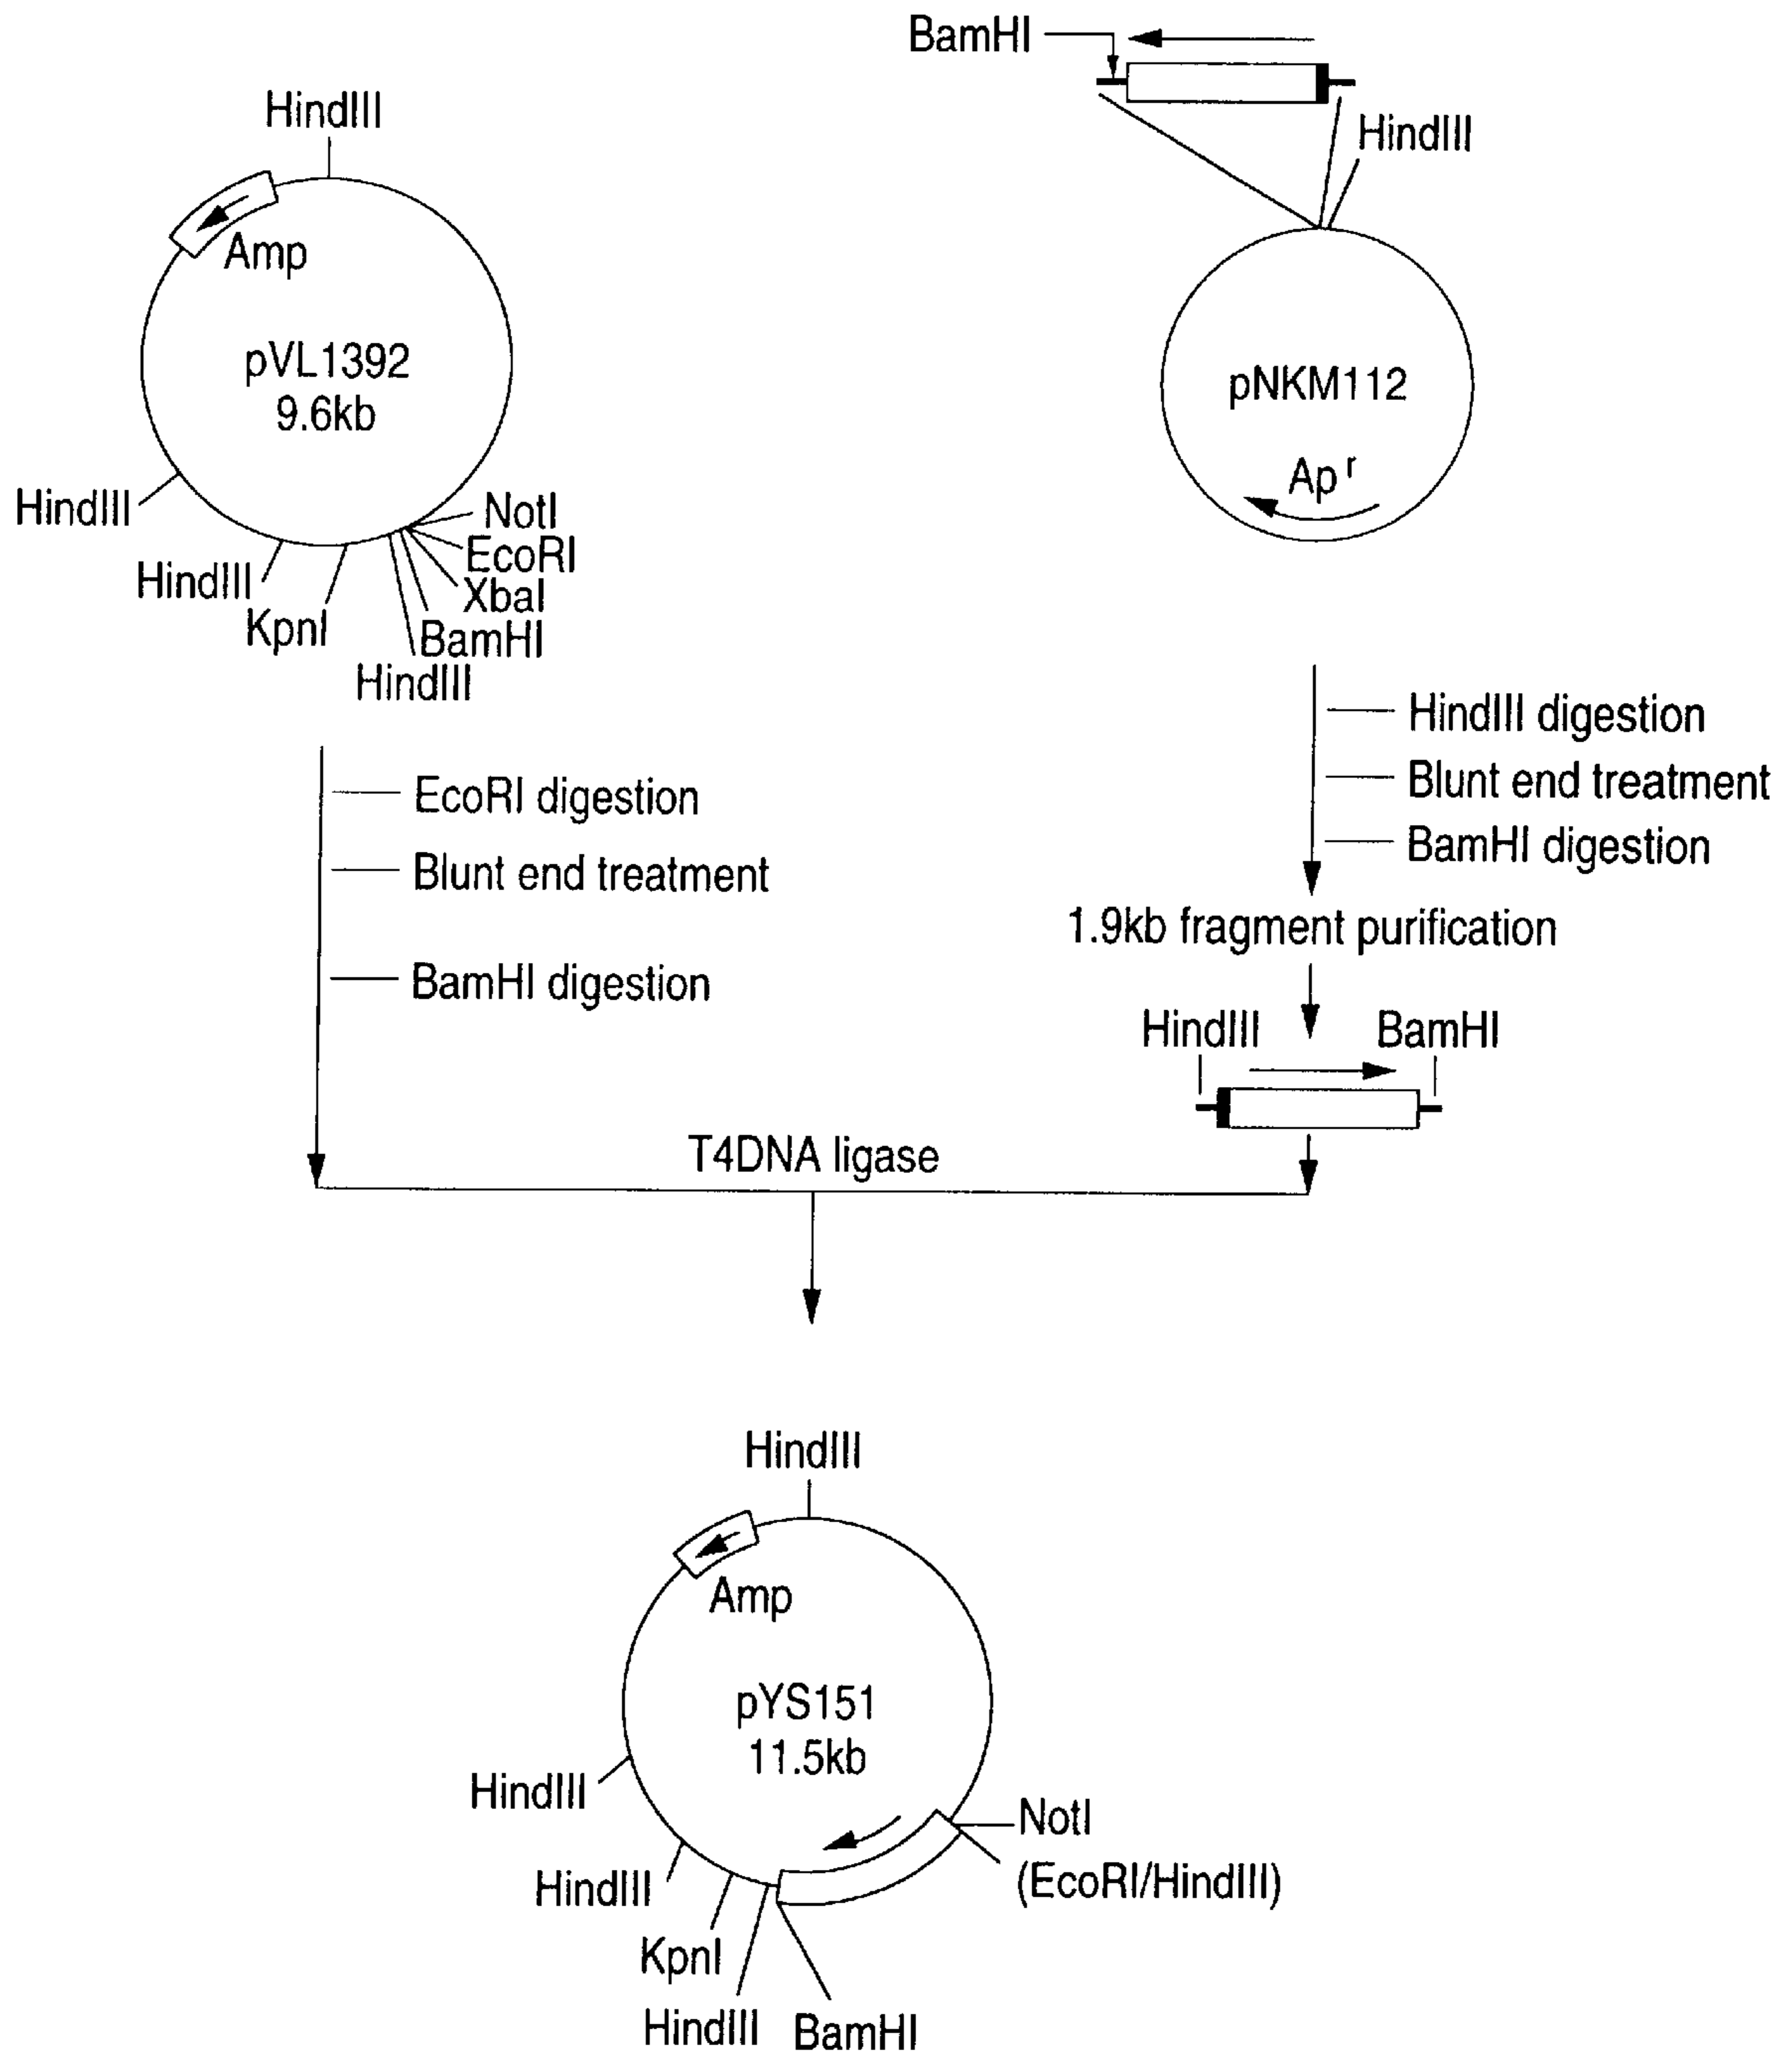 BamHI
HindIII
HindIII
Amp
pVL1392
9.6kb
pNKM112
Ap r
HindIII
NotI
EcoRI
XbaI
HindIII
KpnI
BamHI
HindIII
HindIII digestion
Blunt end treatment
BamHI digestion
EcoRI digestion
Blunt end treatment
BamHI digestion
1.9kb fragment purification
HindIII
BamHI
T4DNA ligase
HindIII
Amp
pYS151
11.5kb
HindIII
NotI
(EcoRI/HindIII)
HindIII
KpnI
HindIII
BamHI